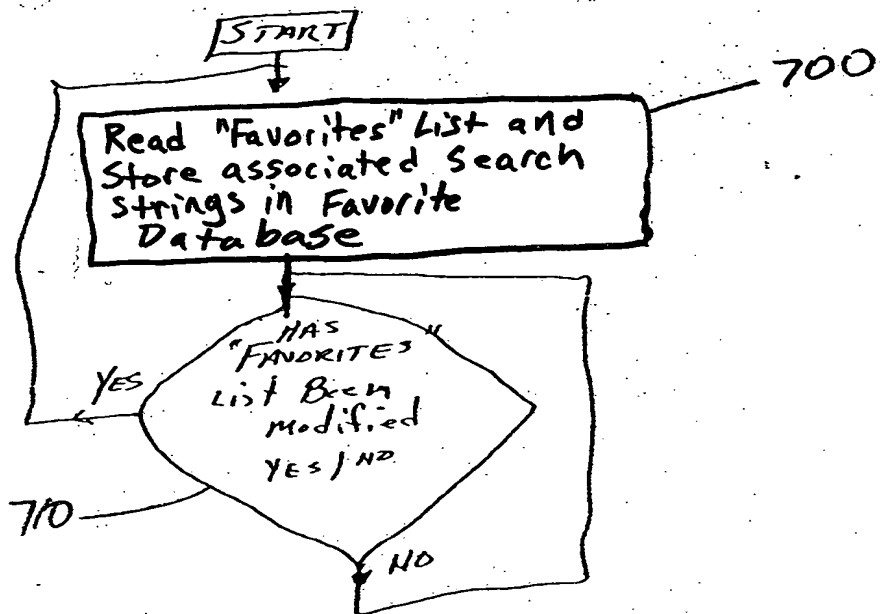 START
700
Read "Favorites" List and
Store associated Search
strings in Favorite
Database
HAS
"FAVORITES"
List Been
modified
YES / NO
YES
710
NO